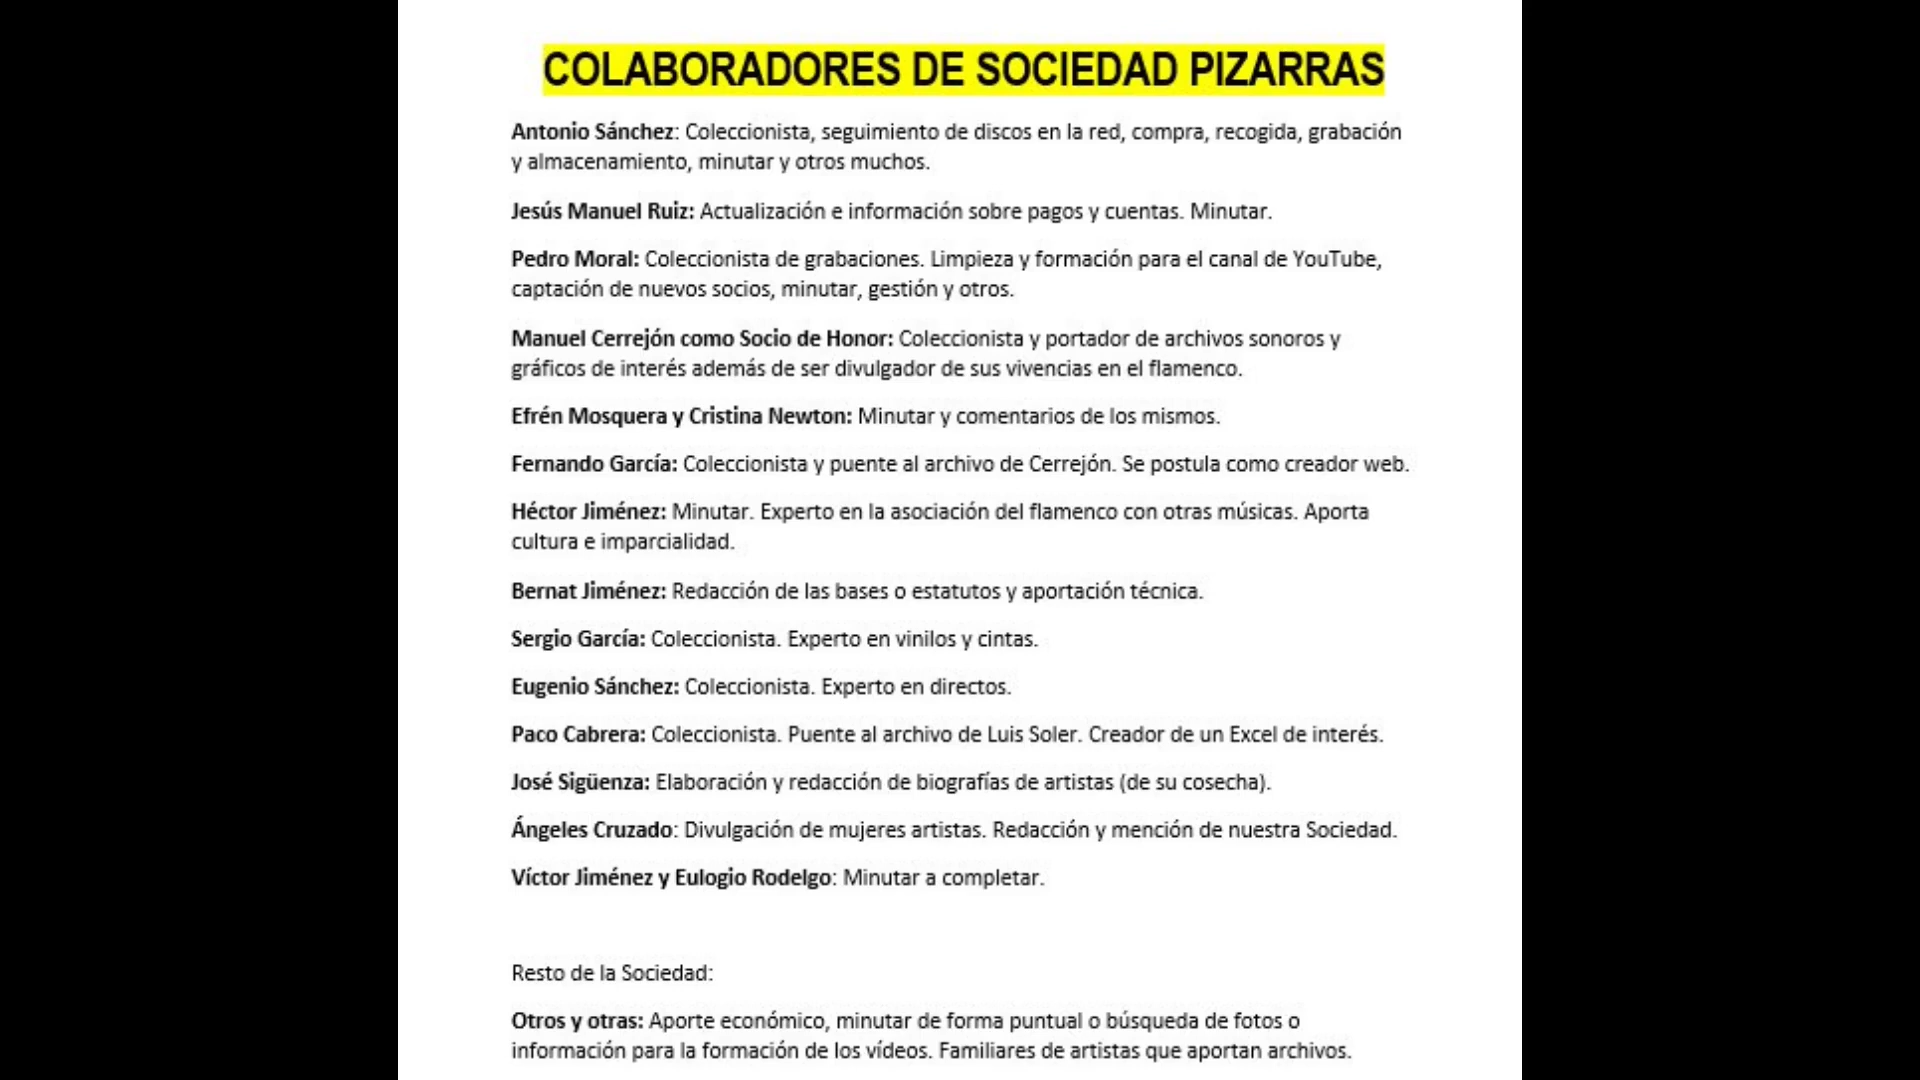 COLABORADORES DE SOCIEDAD PIZARRAS
Antonio Sánchez: Coleccionista, seguimiento de discos en la red, compra, recogida, grabación
y almacenamiento, minutar y otros muchos.
Jesús Manuel Ruiz: Actualización e información sobre pagos y cuentas. Minutar.
Pedro Moral: Coleccionista de grabaciones. Limpieza y formación para el canal de YouTube,
captación de nuevos socios, minutar, gestión y otros.
Manuel Cerrejón como Socio de Honor: Coleccionista y portador de archivos sonoros y
gráficos de interés además de ser divulgador de sus vivencias en el flamenco.
Efrén Mosquera y Cristina Newton: Minutar y comentarios de los mismos.
Fernando García: Coleccionista y puente al archivo de Cerrejón. Se postula como creador web.
Héctor Jiménez: Minutar. Experto en la asociación del flamenco con otras músicas. Aporta
cultura e imparcialidad.
Bernat Jiménez: Redacción de las bases o estatutos y aportación técnica.
Sergio García: Coleccionista. Experto en vinilos y cintas.
Eugenio Sánchez: Coleccionista. Experto en directos.
Paco Cabrera: Coleccionista. Puente al archivo de Luis Soler. Creador de un Excel de interés.
José Sigüenza: Elaboración y redacción de biografías de artistas (de su cosecha).
Ángeles Cruzado: Divulgación de mujeres artistas. Redacción y mención de nuestra Sociedad.
Víctor Jiménez y Eulogio Rodelgo: Minutar a completar.
Resto de la Sociedad:
Otros y otras: Aporte económico, minutar de forma puntual o búsqueda de fotos o
información para la formación de los vídeos. Familiares de artistas que aportan archivos.